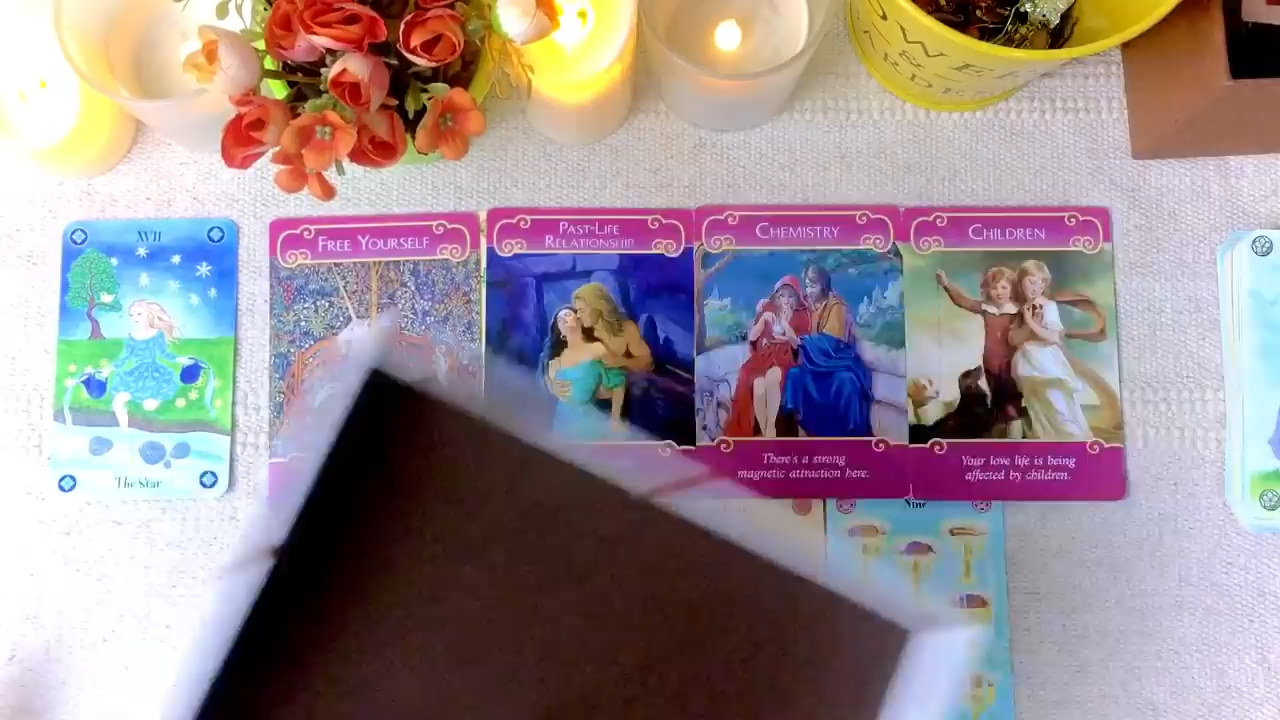 XVII
The Star
FREE YOURSELF
PAST-LIFE
RELATIONSHIP
CHEMISTRY
There's a strong
magnetic attraction here.
CHILDREN
Your love life is being
affected by children.
Nine